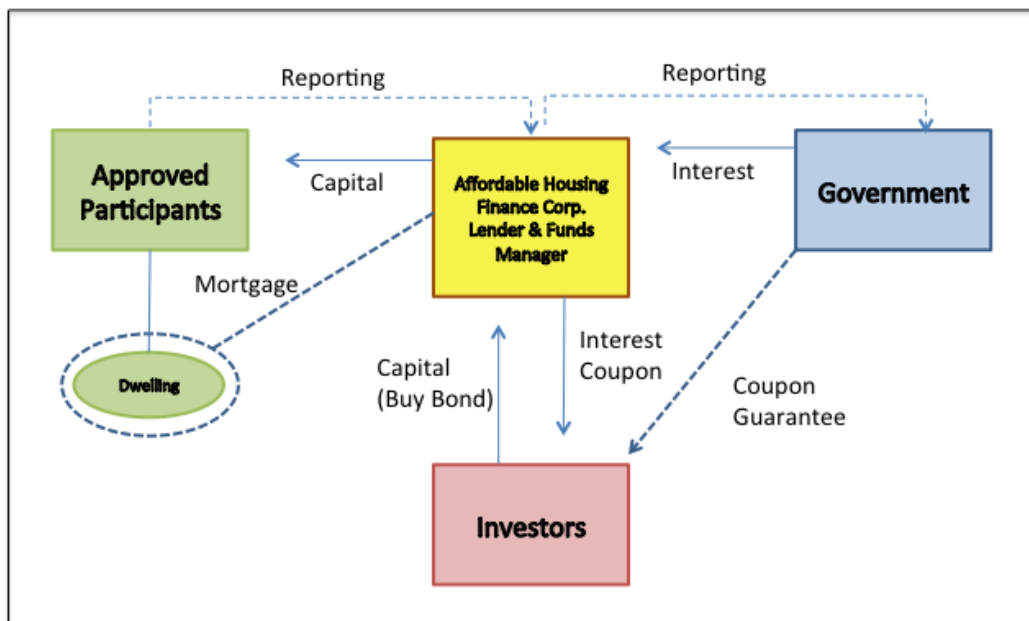 Reporting
Reporting
Approved
Participants
Capital
Affordable Housing
Finance Corp.
Lender & Funds
Manager
Interest
Government
Mortgage
Dwelling
Capital
(Buy Bond)
Interest
Coupon
Coupon
Guarantee
Investors